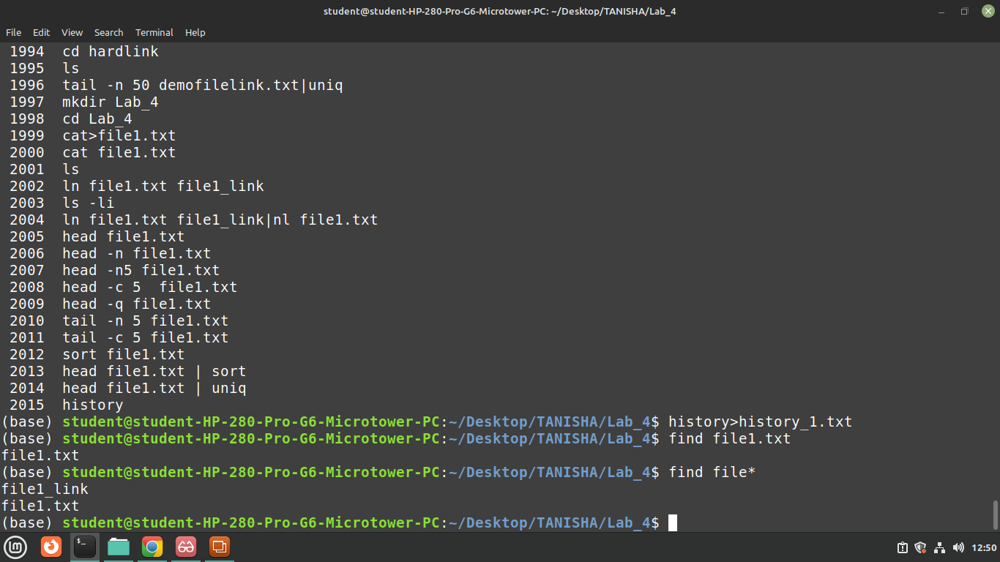 student@student-HP-280-Pro-G6-Microtower-PC: ~/Desktop/TANISHA/Lab_4
File Edit View Search Terminal Help
1994 cd hardlink
1995 ls
1996 tail -n 50 demofilelink.txt|uniq
1997 mkdir Lab_4
1998 cd Lab_4
1999 cat>file1.txt
2000 cat file1.txt
2001 ls
2002 ln file1.txt file1_link
2003 ls -li
2004 ln file1.txt file1_link|nl file1.txt
2005 head file1.txt
2006 head -n file1.txt
2007 head -n5 file1.txt
2008 head -c 5  file1.txt
2009 head -q file1.txt
2010 tail -n 5 file1.txt
2011 tail -c 5 file1.txt
2012 sort file1.txt
2013 head file1.txt | sort
2014 head file1.txt | uniq
2015 history
(base) student@student-HP-280-Pro-G6-Microtower-PC:~/Desktop/TANISHA/Lab_4$ history>history_1.txt
(base) student@student-HP-280-Pro-G6-Microtower-PC:~/Desktop/TANISHA/Lab_4$ find file1.txt
file1.txt
(base) student@student-HP-280-Pro-G6-Microtower-PC:~/Desktop/TANISHA/Lab_4$ find file*
file1_link
file1.txt
(base) student@student-HP-280-Pro-G6-Microtower-PC:~/Desktop/TANISHA/Lab_4$
12:50